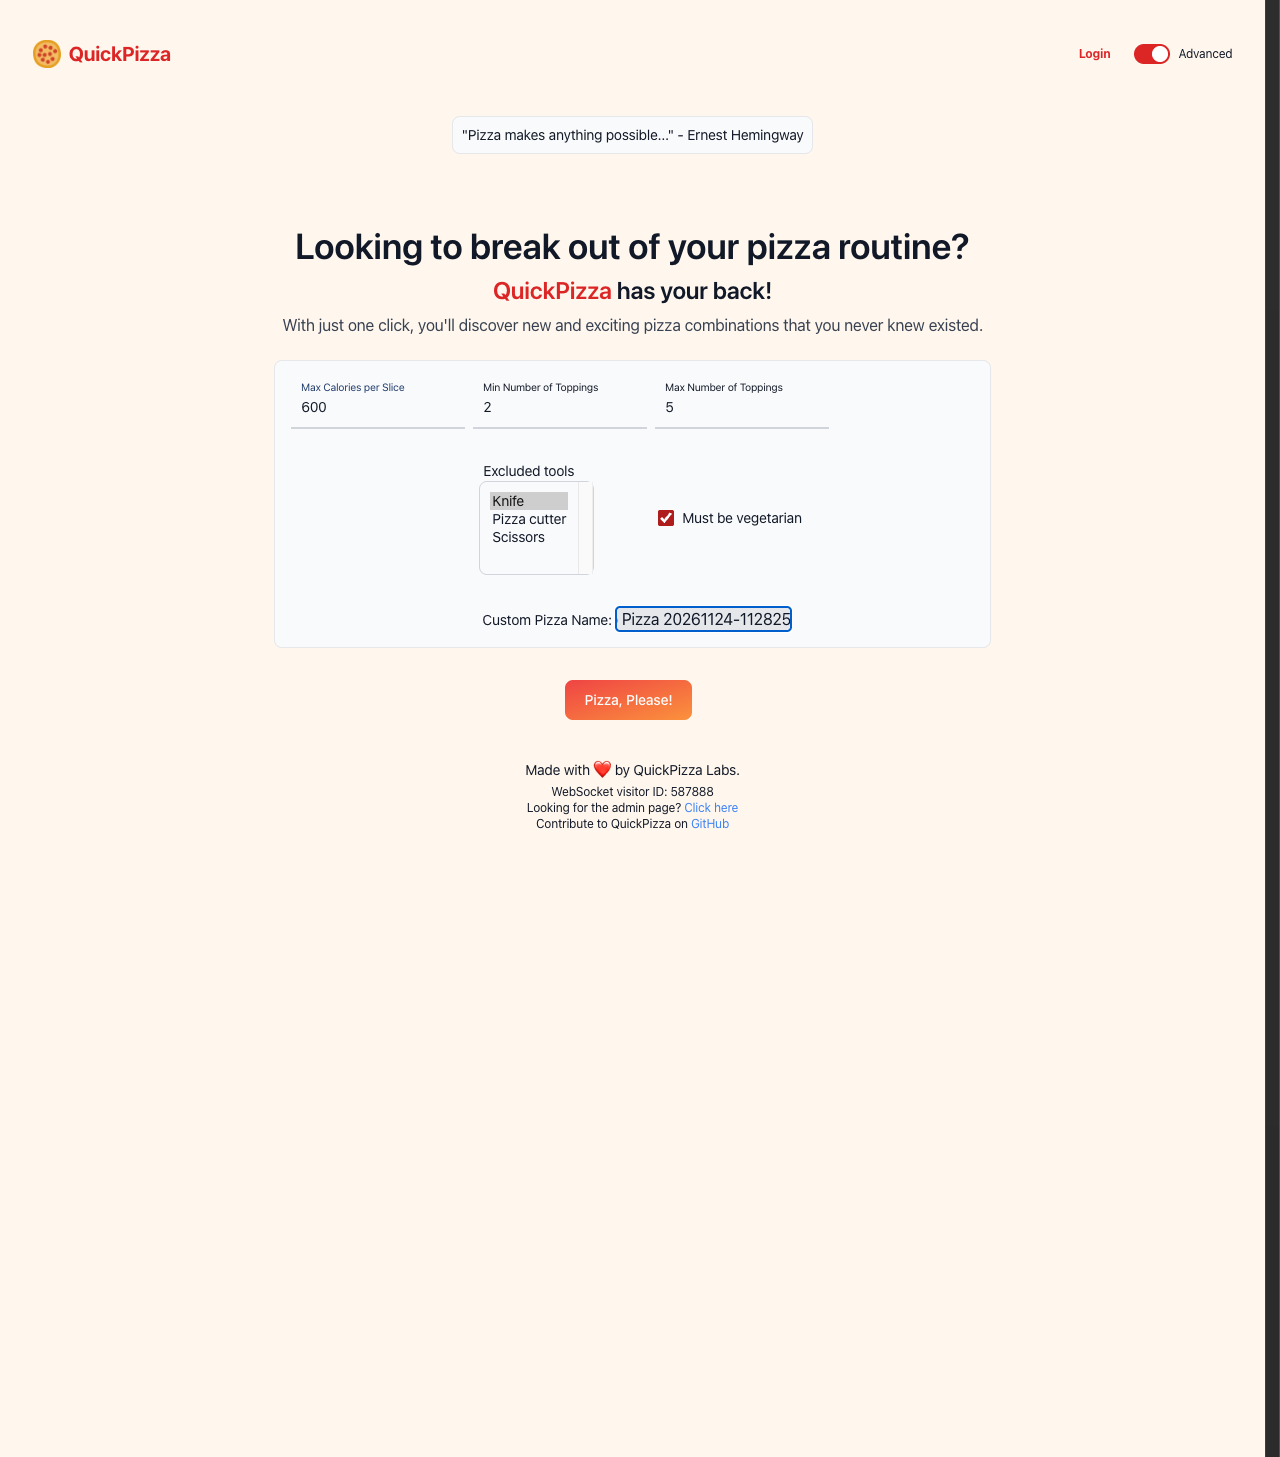 QuickPizza
Login
Advanced
"Pizza makes anything possible..." - Ernest Hemingway
Looking to break out of your pizza routine?
QuickPizza has your back!
With just one click, you'll discover new and exciting pizza combinations that you never knew existed.
Max Calories per Slice
600
Min Number of Toppings
2
Max Number of Toppings
5
Excluded tools
Knife
Pizza cutter
Scissors
Must be vegetarian
Custom Pizza Name: Pizza 20261124-112825
Pizza, Please!
Made with ❤️ by QuickPizza Labs.
WebSocket visitor ID: 587888
Looking for the admin page? Click here
Contribute to QuickPizza on GitHub